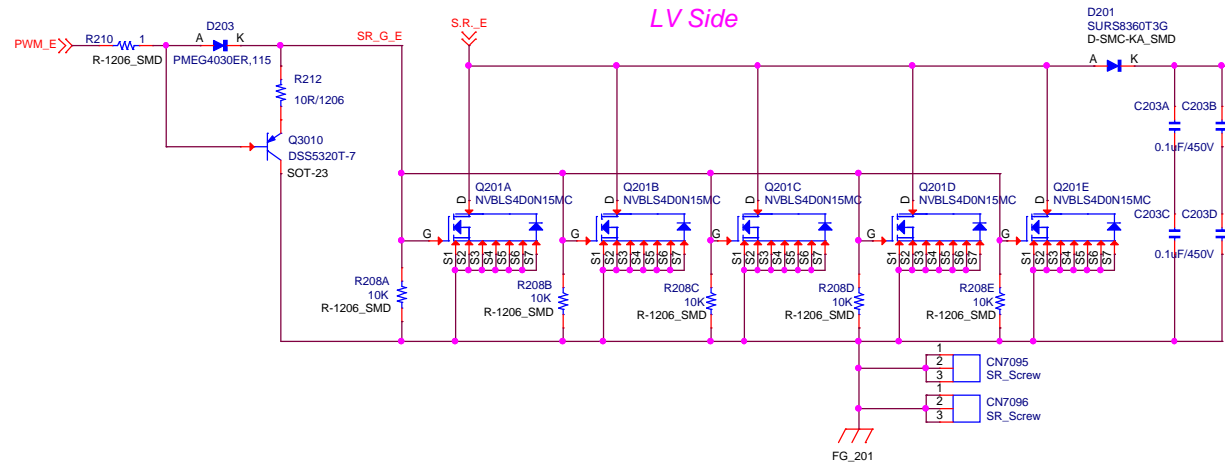 LV Side
PWM_E
R210
1
R-1206_SMD
A
D203
K
PMEG4030ER,115
SR_G_E
S.R._E
D201
SURS8360T3G
D-SMC-KA_SMD
A
K
R212
10R/1206
Q3010
DSS5320T-7
SOT-23
C203A
C203B
0.1uF/450V
C203C
C203D
0.1uF/450V
D
Q201A
NVBLS4D0N15MC
G
S1
S2
S3
S4
S5
S6
S7
D
Q201B
NVBLS4D0N15MC
G
S1
S2
S3
S4
S5
S6
S7
D
Q201C
NVBLS4D0N15MC
G
S1
S2
S3
S4
S5
S6
S7
D
Q201D
NVBLS4D0N15MC
G
S1
S2
S3
S4
S5
S6
S7
D
Q201E
NVBLS4D0N15MC
G
S1
S2
S3
S4
S5
S6
S7
R208A
10K
R-1206_SMD
R208B
10K
R-1206_SMD
R208C
10K
R-1206_SMD
R208D
10K
R-1206_SMD
R208E
10K
R-1206_SMD
1
2
3
CN7095
SR_Screw
1
2
3
CN7096
SR_Screw
FG_201